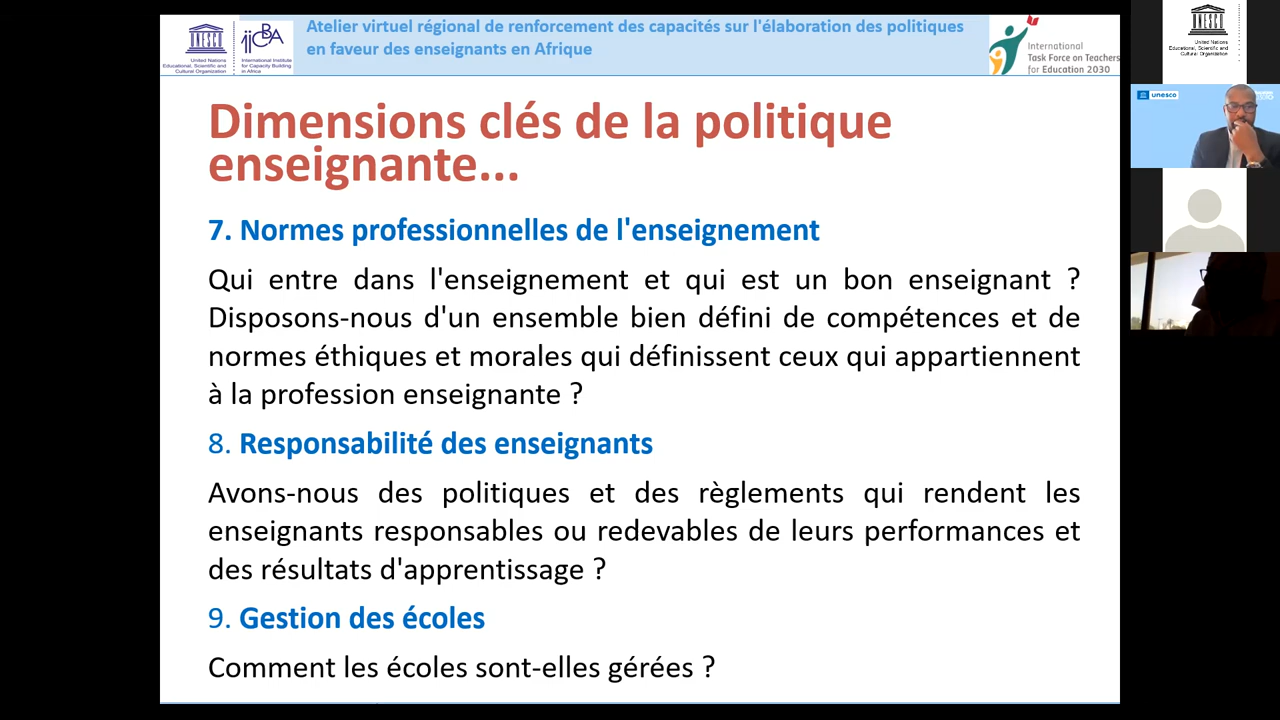 UNESCO
United Nations
Educational, Scientific and
Cultural Organization
iicBA
International Institute
for Capacity Building
in Africa
Atelier virtuel régional de renforcement des capacités sur l'élaboration des politiques
en faveur des enseignants en Afrique
International
Task Force on Teachers
for Education 2030
Dimensions clés de la politique
enseignante...
7. Normes professionnelles de l'enseignement
Qui entre dans l'enseignement et qui est un bon enseignant ?
Disposons-nous d'un ensemble bien défini de compétences et de
normes éthiques et morales qui définissent ceux qui appartiennent
à la profession enseignante ?
8. Responsabilité des enseignants
Avons-nous des politiques et des règlements qui rendent les
enseignants responsables ou redevables de leurs performances et
des résultats d'apprentissage ?
9. Gestion des écoles
Comment les écoles sont-elles gérées ?
UNESCO
United Nations
Educational, Scientific and
Cultural Organization
unesco